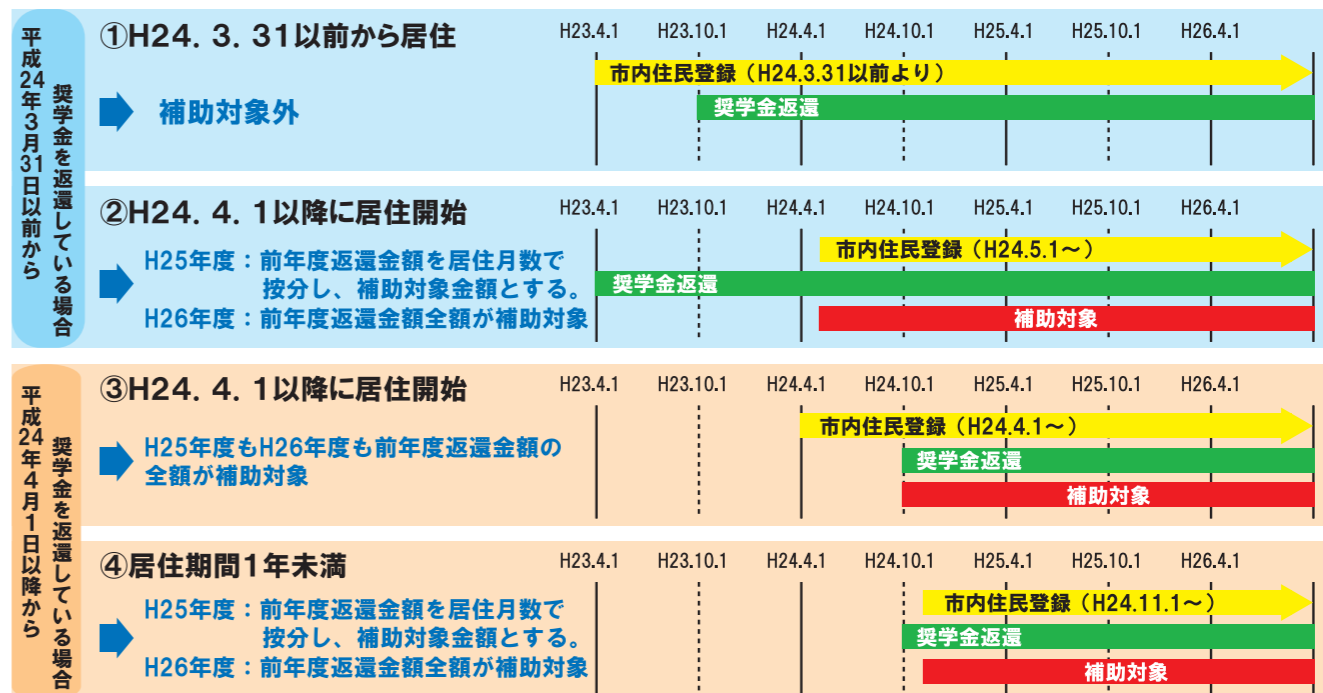 平成24年3月31日以前から
奨学金を返還している場合
①H24．3．31以前から居住
補助対象外
H23.4.1 H23.10.1 H24.4.1 H24.10.1 H25.4.1 H25.10.1 H26.4.1
市内住民登録（H24.3.31以前より）
奨学金返還
②H24．4．1以降に居住開始
H25年度：前年度返還金額を居住月数で
按分し、補助対象金額とする。
H26年度：前年度返還金額全額が補助対象
H23.4.1 H23.10.1 H24.4.1 H24.10.1 H25.4.1 H25.10.1 H26.4.1
市内住民登録（H24.5.1～）
奨学金返還
補助対象
平成24年4月1日以降から
奨学金を返還している場合
③H24．4．1以降に居住開始
H25年度もH26年度も前年度返還金額の
全額が補助対象
H23.4.1 H23.10.1 H24.4.1 H24.10.1 H25.4.1 H25.10.1 H26.4.1
市内住民登録（H24.4.1～）
奨学金返還
補助対象
④居住期間1年未満
H25年度：前年度返還金額を居住月数で
按分し、補助対象金額とする。
H26年度：前年度返還金額全額が補助対象
H23.4.1 H23.10.1 H24.4.1 H24.10.1 H25.4.1 H25.10.1 H26.4.1
市内住民登録（H24.11.1～）
奨学金返還
補助対象